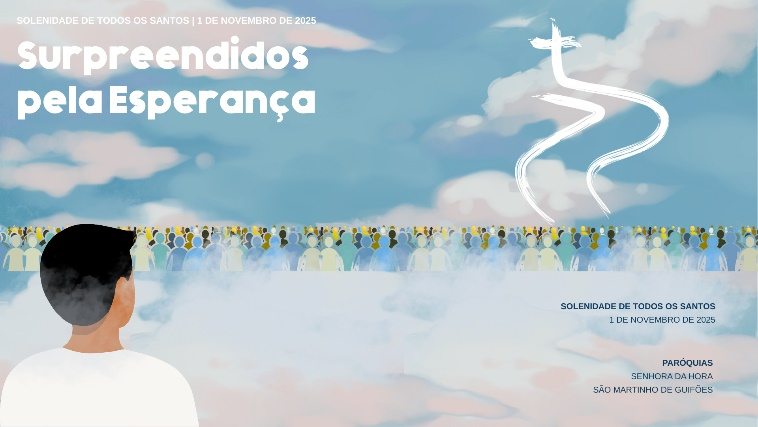 SOLENIDADE DE TODOS OS SANTOS | 1 DE NOVEMBRO DE 2025
Surpreendidos
pela Esperança
SOLENIDADE DE TODOS OS SANTOS
1 DE NOVEMBRO DE 2025
PARÓQUIAS
SENHORA DA HORA
SÃO MARTINHO DE GUIFÕES